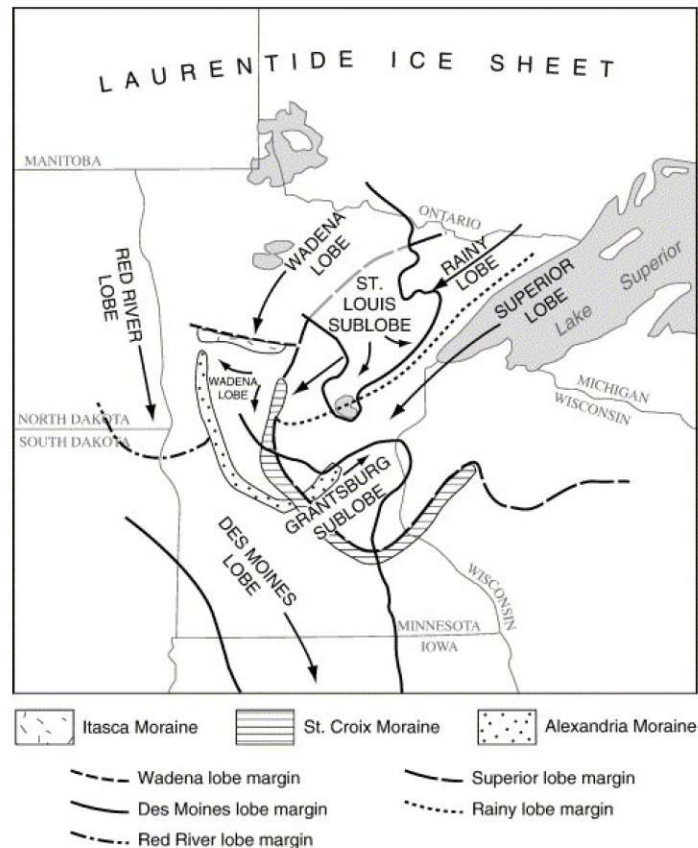 LAURENTIDE ICE SHEET
MANITOBA
ONTARIO
WADENA
LOBE
RAINY
LOBE
RED RIVER
LOBE
ST.
LOUIS
SUBLOBE
SUPERIOR
LOBE
Lake Superior
WADENA
LOBE
MICHIGAN
WISCONSIN
NORTH DAKOTA
SOUTH DAKOTA
GRANTSBURG
SUBLOBE
DES MOINES
LOBE
WISCONSIN
MINNESOTA
IOWA
Itasca Moraine
St. Croix Moraine
Alexandria Moraine
Wadena lobe margin
Superior lobe margin
Des Moines lobe margin
Rainy lobe margin
Red River lobe margin